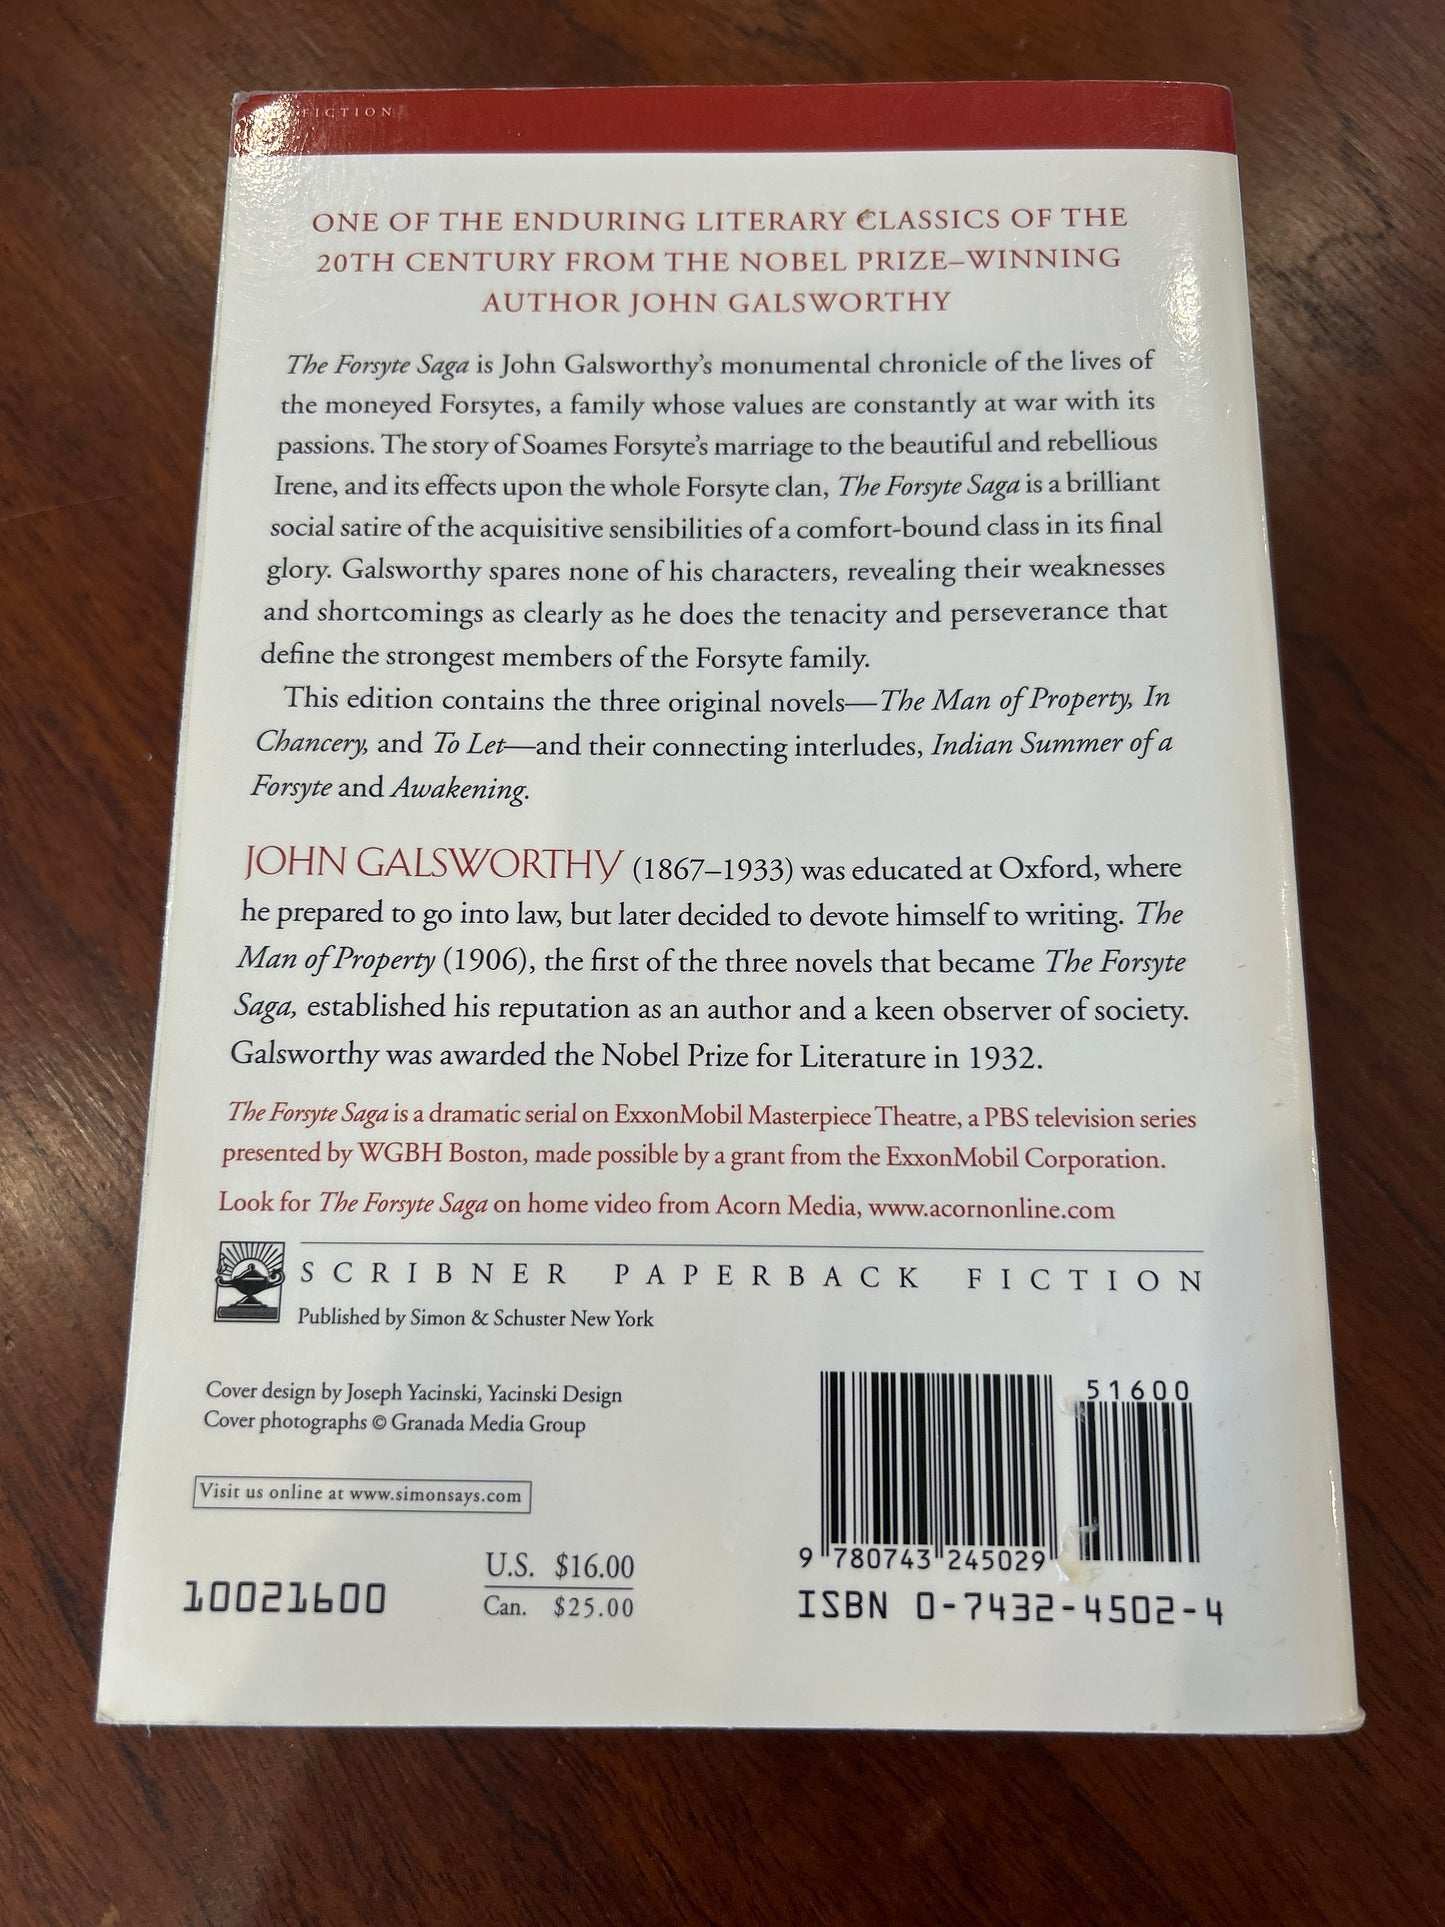 FICTION
ONE OF THE ENDURING LITERARY CLASSICS OF THE
20TH CENTURY FROM THE NOBEL PRIZE–WINNING
AUTHOR JOHN GALSWORTHY
The Forsyte Saga is John Galsworthy's monumental chronicle of the lives of
the moneyed Forsytes, a family whose values are constantly at war with its
passions. The story of Soames Forsyte's marriage to the beautiful and rebellious
Irene, and its effects upon the whole Forsyte clan, The Forsyte Saga is a brilliant
social satire of the acquisitive sensibilities of a comfort-bound class in its final
glory. Galsworthy spares none of his characters, revealing their weaknesses
and shortcomings as clearly as he does the tenacity and perseverance that
define the strongest members of the Forsyte family.
This edition contains the three original novels—The Man of Property, In
Chancery, and To Let—and their connecting interludes, Indian Summer of a
Forsyte and Awakening.
JOHN GALSWORTHY (1867–1933) was educated at Oxford, where
he prepared to go into law, but later decided to devote himself to writing. The
Man of Property (1906), the first of the three novels that became The Forsyte
Saga, established his reputation as an author and a keen observer of society.
Galsworthy was awarded the Nobel Prize for Literature in 1932.
The Forsyte Saga is a dramatic serial on ExxonMobil Masterpiece Theatre, a PBS television series
presented by WGBH Boston, made possible by a grant from the ExxonMobil Corporation.
Look for The Forsyte Saga on home video from Acorn Media, www.acornonline.com
SCRIBNER PAPERBACK FICTION
Published by Simon & Schuster New York
Cover design by Joseph Yacinski, Yacinski Design
Cover photographs © Granada Media Group
Visit us online at www.simonsays.com
10021600
U.S. $16.00
Can. $25.00
51600
9 780743 245029
ISBN 0-7432-4502-4